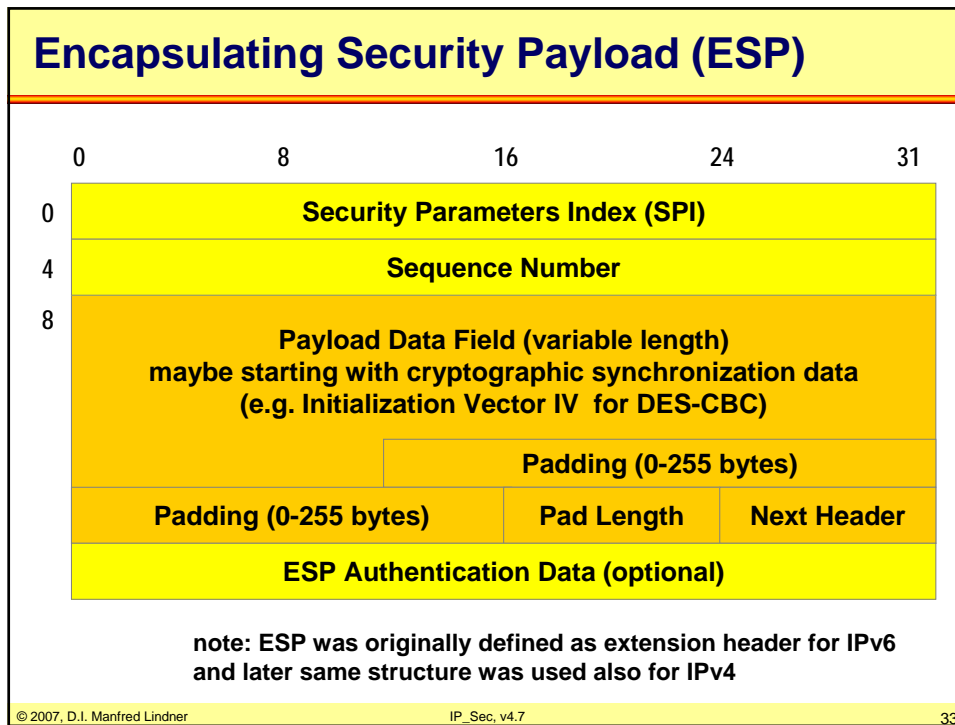 Encapsulating Security Payload (ESP)
0 8 16 24 31
0 Security Parameters Index (SPI)
4 Sequence Number
8
Payload Data Field (variable length)
maybe starting with cryptographic synchronization data
(e.g. Initialization Vector IV for DES-CBC)
Padding (0-255 bytes)
Padding (0-255 bytes) Pad Length Next Header
ESP Authentication Data (optional)
note: ESP was originally defined as extension header for IPv6
and later same structure was used also for IPv4
© 2007, D.I. Manfred Lindner IP_Sec, v4.7 33